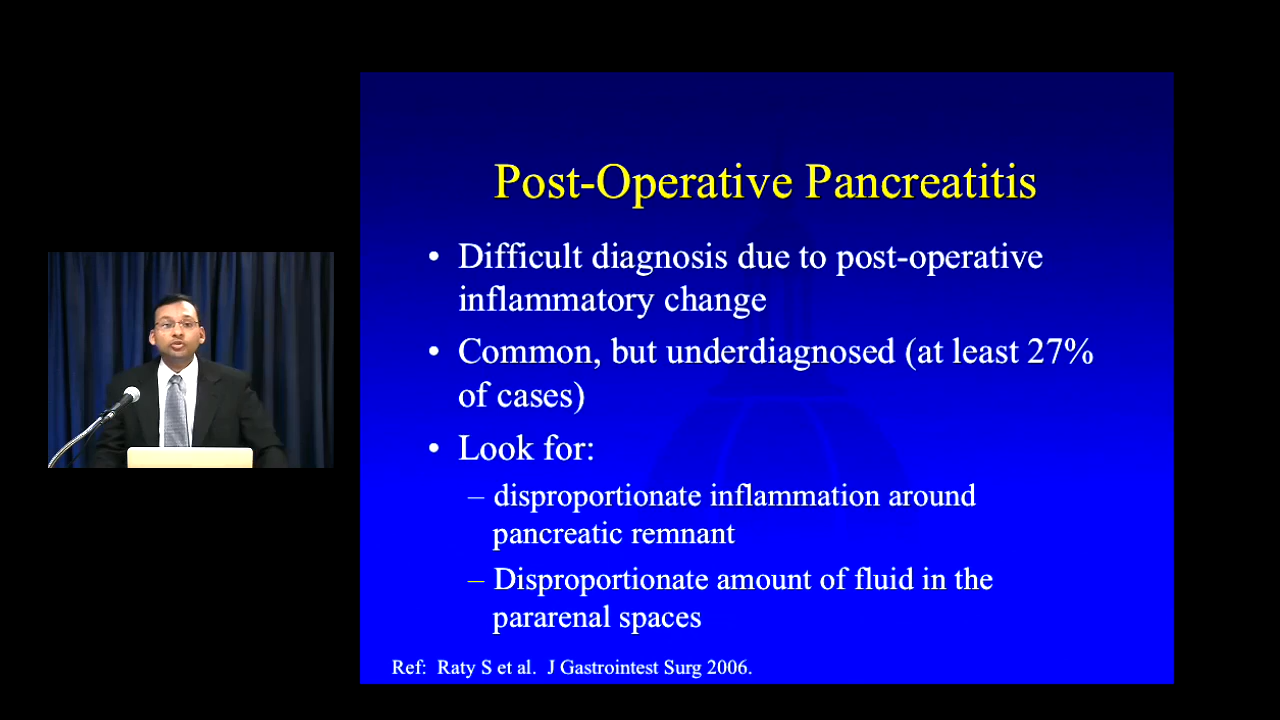 Post-Operative Pancreatitis
• Difficult diagnosis due to post-operative
inflammatory change
• Common, but underdiagnosed (at least 27%
of cases)
• Look for:
– disproportionate inflammation around
pancreatic remnant
– Disproportionate amount of fluid in the
pararenal spaces
Ref: Raty S et al. J Gastrointest Surg 2006.